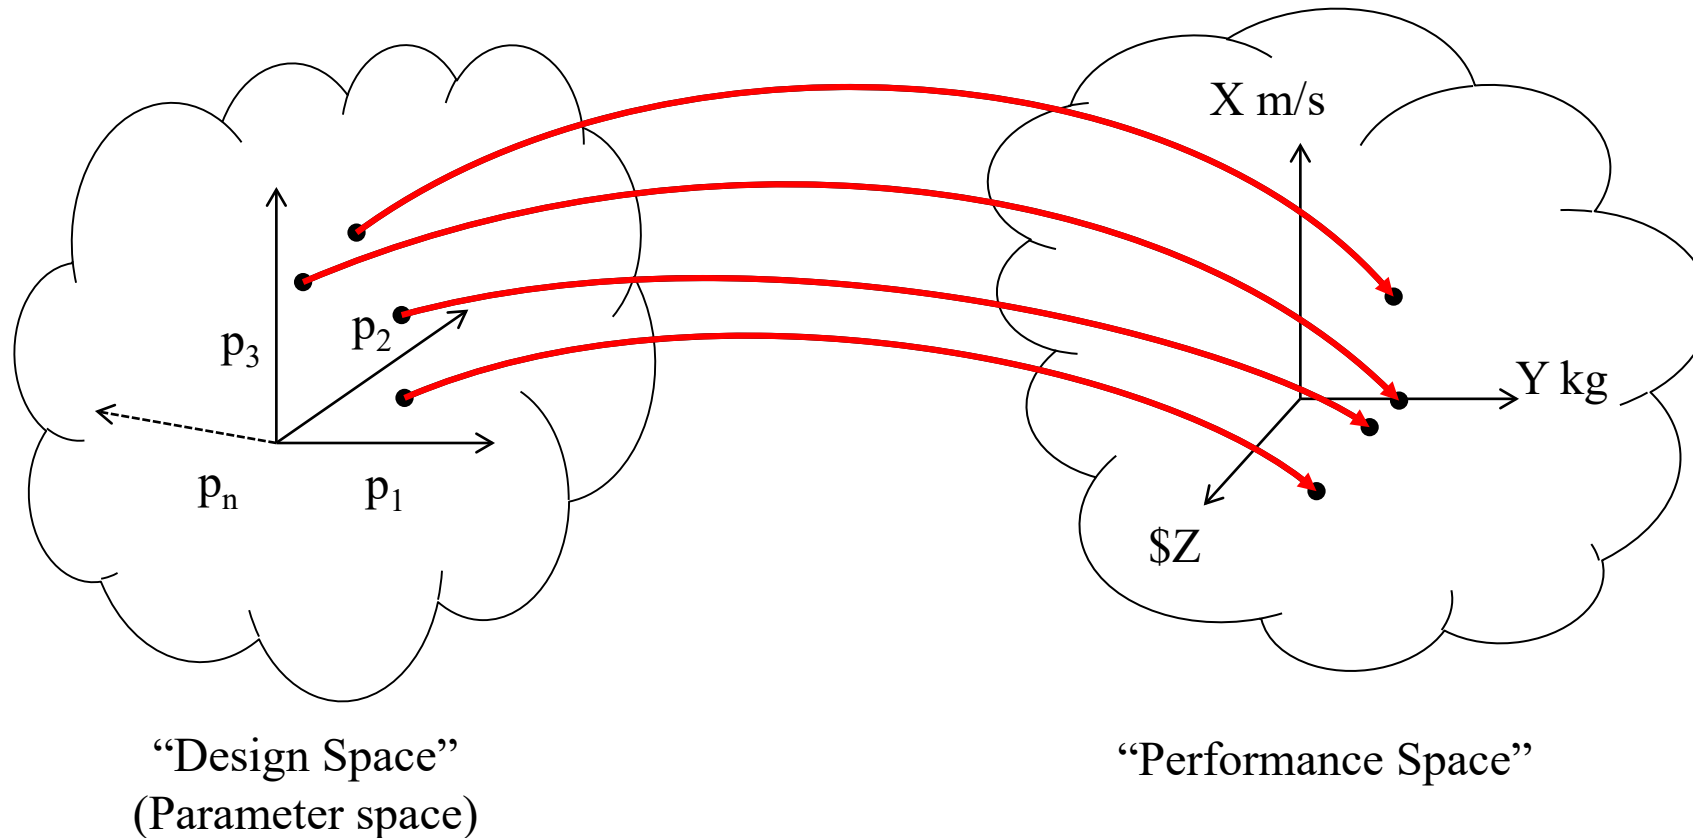 X m/s
p₃
p₂
pₙ
p₁
Y kg
$Z
“Design Space”
(Parameter space)
“Performance Space”